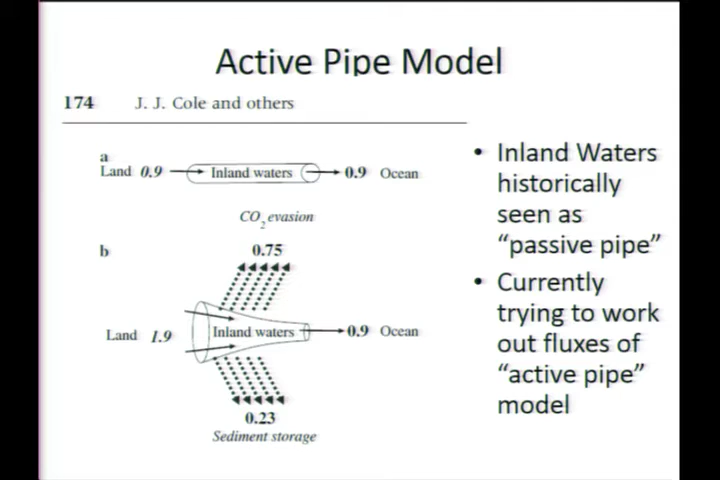 Active Pipe Model
174 J. J. Cole and others
a
Land 0.9 Inland waters 0.9 Ocean
CO2 evasion
b
0.75
Land 1.9 Inland waters 0.9 Ocean
0.23
Sediment storage
• Inland Waters
historically
seen as
“passive pipe”
• Currently
trying to work
out fluxes of
“active pipe”
model